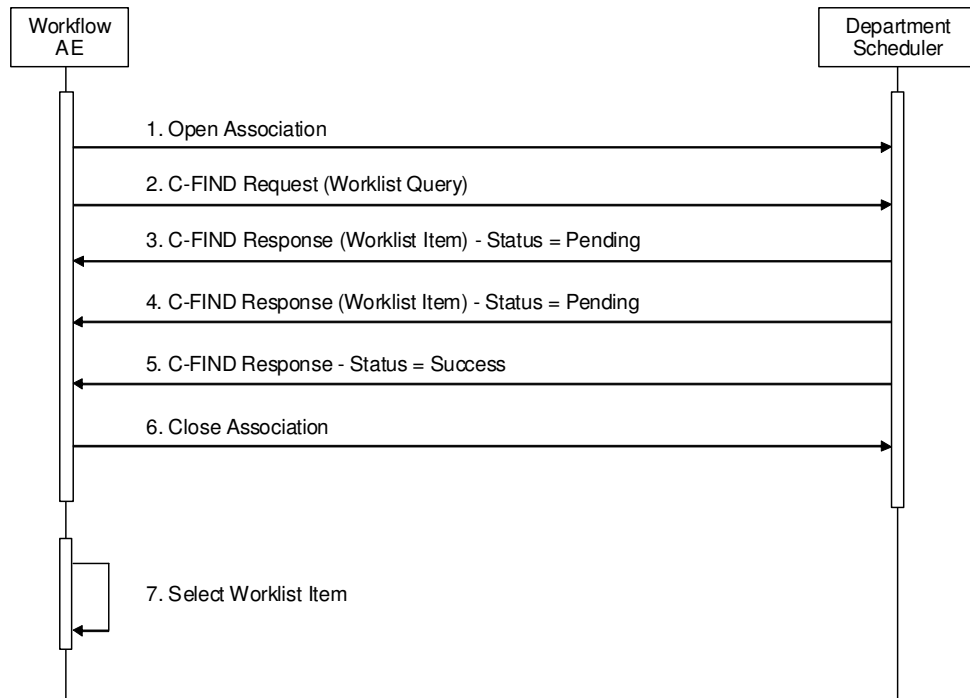 Workflow
AE
Department
Scheduler
1. Open Association
2. C-FIND Request (Worklist Query)
3. C-FIND Response (Worklist Item) - Status = Pending
4. C-FIND Response (Worklist Item) - Status = Pending
5. C-FIND Response - Status = Success
6. Close Association
7. Select Worklist Item